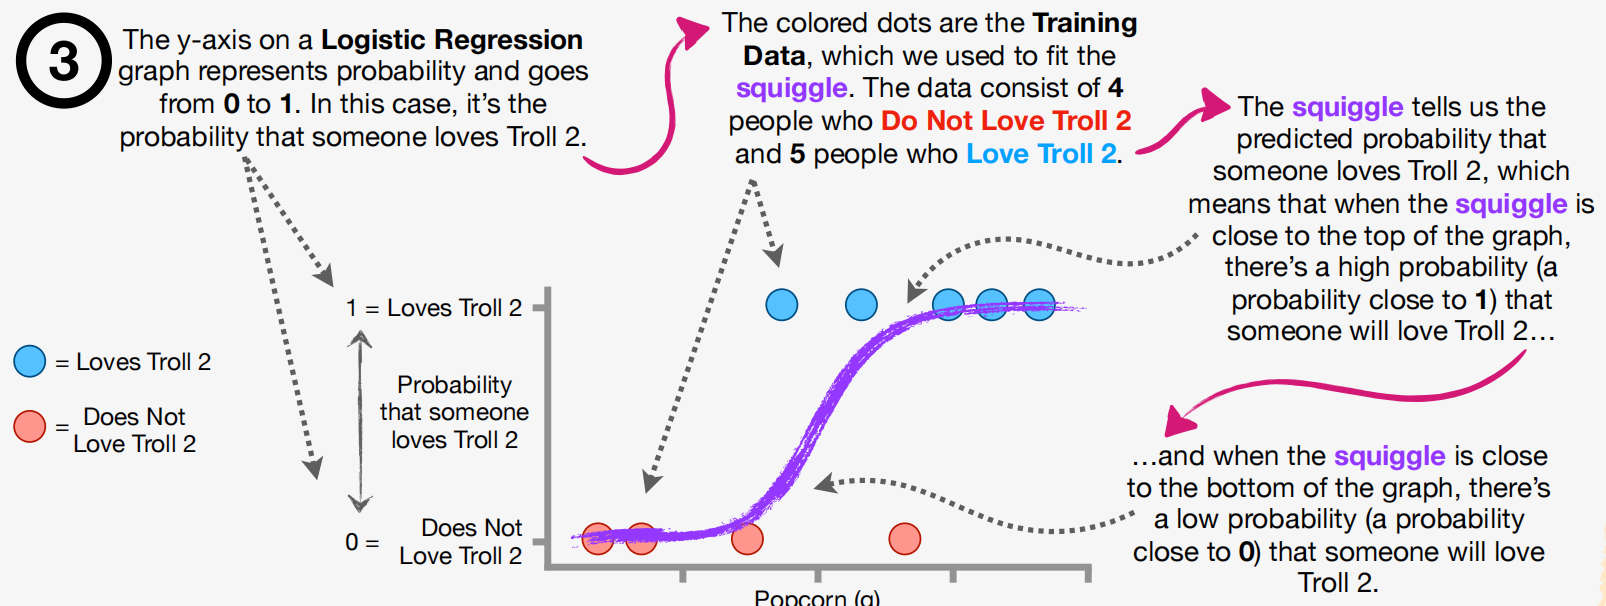 3
The y-axis on a Logistic Regression
graph represents probability and goes
from 0 to 1. In this case, it's the
probability that someone loves Troll 2.
The colored dots are the Training
Data, which we used to fit the
squiggle. The data consist of 4
people who Do Not Love Troll 2
and 5 people who Love Troll 2.
The squiggle tells us the
predicted probability that
someone loves Troll 2, which
means that when the squiggle is
close to the top of the graph,
there's a high probability (a
probability close to 1) that
someone will love Troll 2…
…and when the squiggle is close
to the bottom of the graph, there's
a low probability (a probability
close to 0) that someone will love
Troll 2.
= Loves Troll 2
= Does Not
Love Troll 2
1 = Loves Troll 2
Probability
that someone
loves Troll 2
0 = Does Not
Love Troll 2
Popcorn (g)